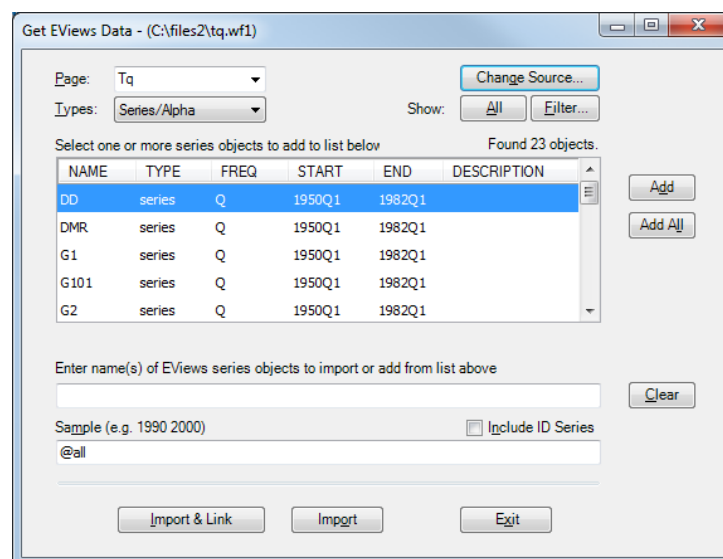 Get EViews Data - (C:\files2\tq.wf1)
Page: Tq Change Source...
Types: Series/Alpha Show: All Filter...
Select one or more series objects to add to list below Found 23 objects.
NAME TYPE FREQ START END DESCRIPTION
DD series Q 1950Q1 1982Q1
DMR series Q 1950Q1 1982Q1
G1 series Q 1950Q1 1982Q1
G101 series Q 1950Q1 1982Q1
G2 series Q 1950Q1 1982Q1
Add
Add All
Enter name(s) of EViews series objects to import or add from list above
Clear
Sample (e.g. 1990 2000) Include ID Series
@all
Import & Link Import Exit